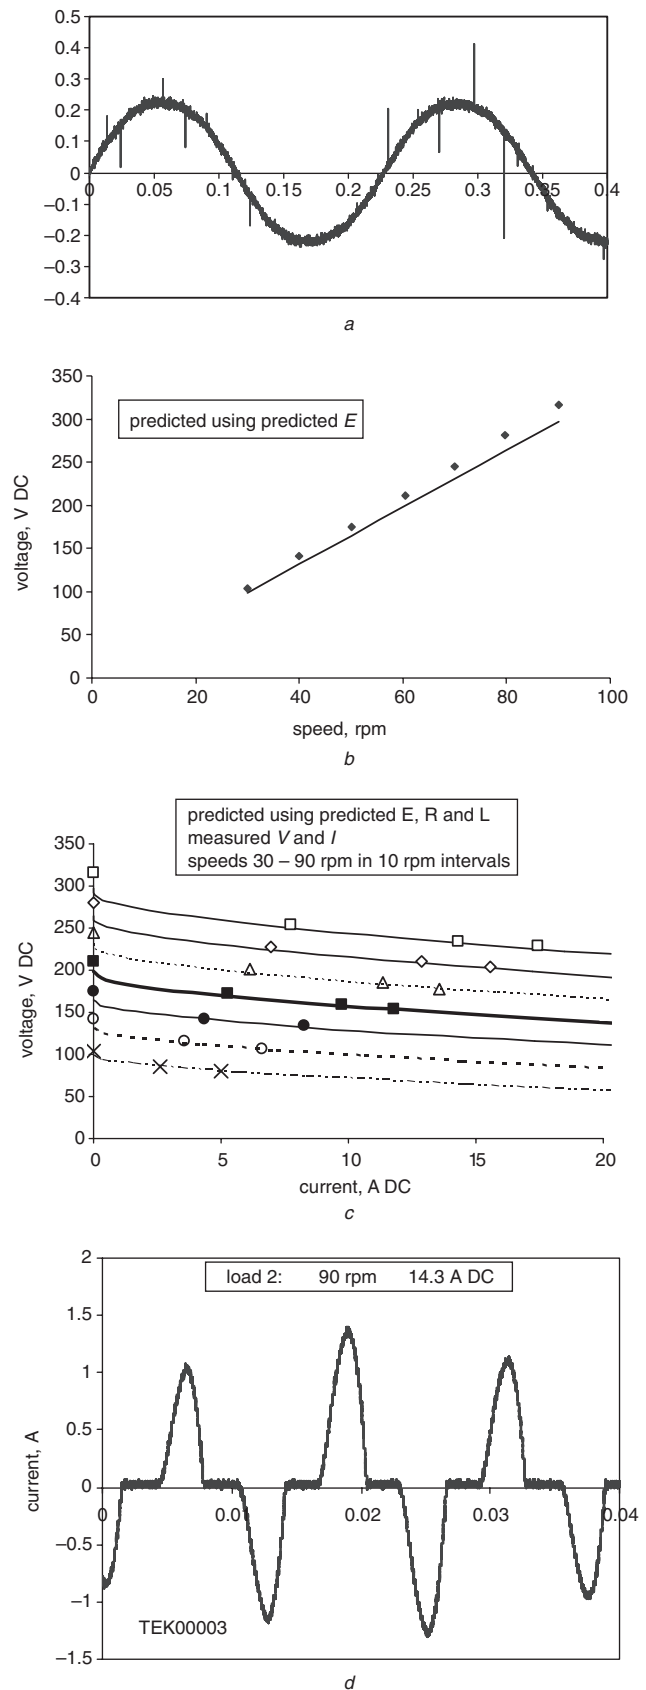 0.5
0.4
0.3
0.2
0.1
0
−0.1
−0.2
−0.3
−0.4
0 0.05 0.1 0.15 0.2 0.25 0.3 0.35 0.4
a
350
300
250
200
150
100
50
0
predicted using predicted E
voltage, V DC
0 20 40 60 80 100
speed, rpm
b
predicted using predicted E, R and L
measured V and I
speeds 30 – 90 rpm in 10 rpm intervals
350
300
250
200
150
100
50
0
voltage, V DC
0 5 10 15 20
current, A DC
c
2
1.5
1
0.5
0
−0.5
−1
−1.5
load 2: 90 rpm 14.3 A DC
current, A
0 0.01 0.02 0.03 0.04
TEK00003
d